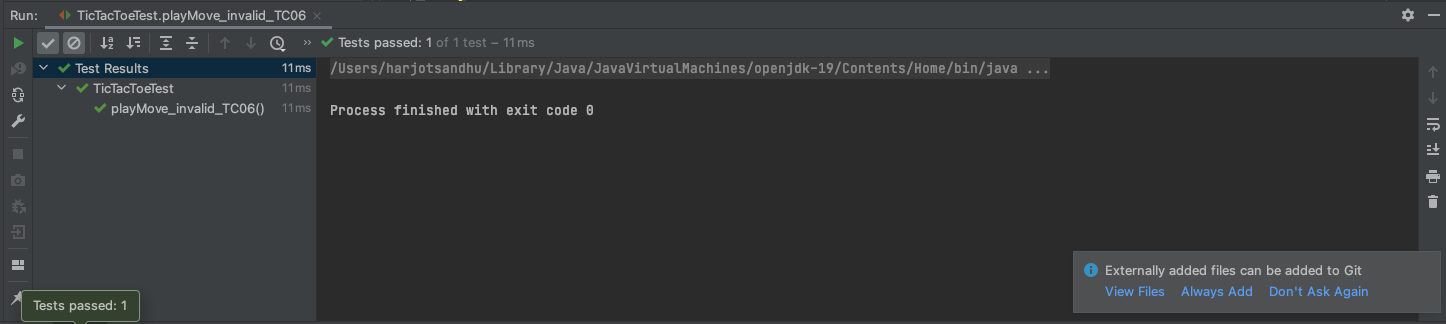 Run: TicTacToeTest.playMove_invalid_TC06
Tests passed: 1 of 1 test – 11 ms
Test Results 11 ms
TicTacToeTest 11 ms
playMove_invalid_TC06() 11 ms
/Users/harjotsandhu/Library/Java/JavaVirtualMachines/openjdk-19/Contents/Home/bin/java ...
Process finished with exit code 0
Externally added files can be added to Git
View Files Always Add Don't Ask Again
Tests passed: 1